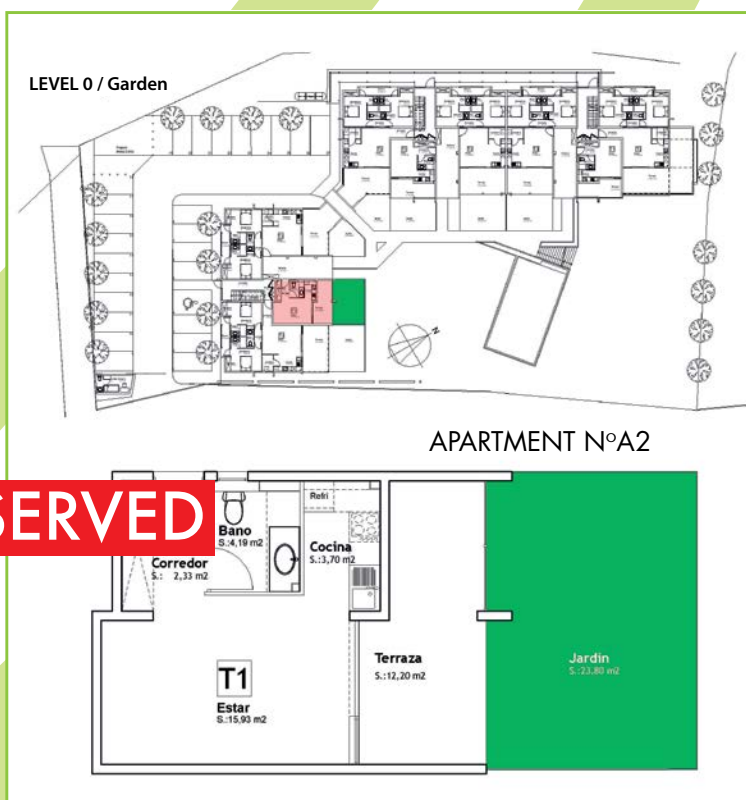 LEVEL 0 / Garden
N
APARTMENT NºA2
SERVED
Refri
Bano
S.:4,19 m2
Cocina
S.:3,70 m2
Corredor
S.: 2,33 m2
Terraza
S.:12,20 m2
Jardin
S.:23,80 m2
T1
Estar
S.:15,93 m2